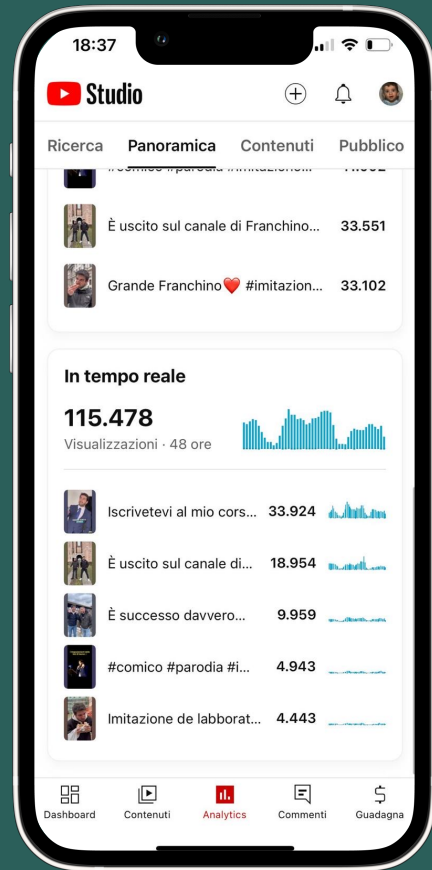 18:37
Studio
Ricerca Panoramica Contenuti Pubblico
È uscito sul canale di Franchino... 33.551
Grande Franchino❤️ #imitazion... 33.102
In tempo reale
115.478
Visualizzazioni · 48 ore
Iscrivetevi al mio cors... 33.924
È uscito sul canale di... 18.954
È successo davvero... 9.959
#comico #parodia #i... 4.943
Imitazione de labborat... 4.443
Dashboard Contenuti Analytics Commenti Guadagna